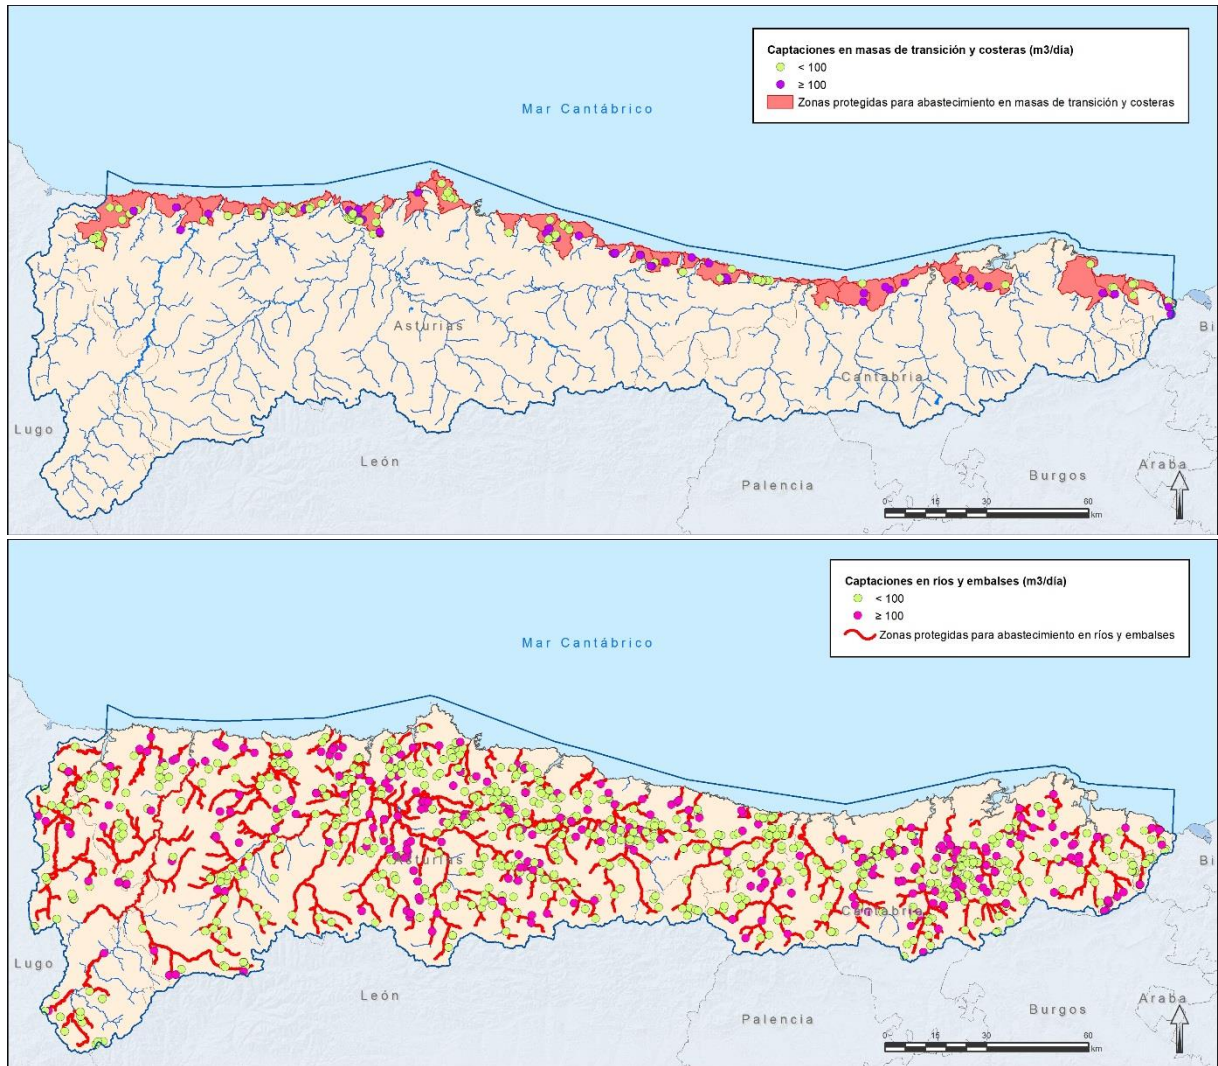 Captaciones en masas de transición y costeras (m3/dia)
< 100
≥ 100
Zonas protegidas para abastecimiento en masas de transición y costeras
Mar Cantábrico
Asturias
Bi
Cantabria
Lugo
León
Araba
Burgos
Palencia
0 15 30 60
km
Captaciones en ríos y embalses (m3/día)
< 100
≥ 100
Zonas protegidas para abastecimiento en ríos y embalses
Mar Cantábrico
Asturias
Bi
Cantabria
Lugo
León
Araba
Burgos
Palencia
0 15 30 60
km